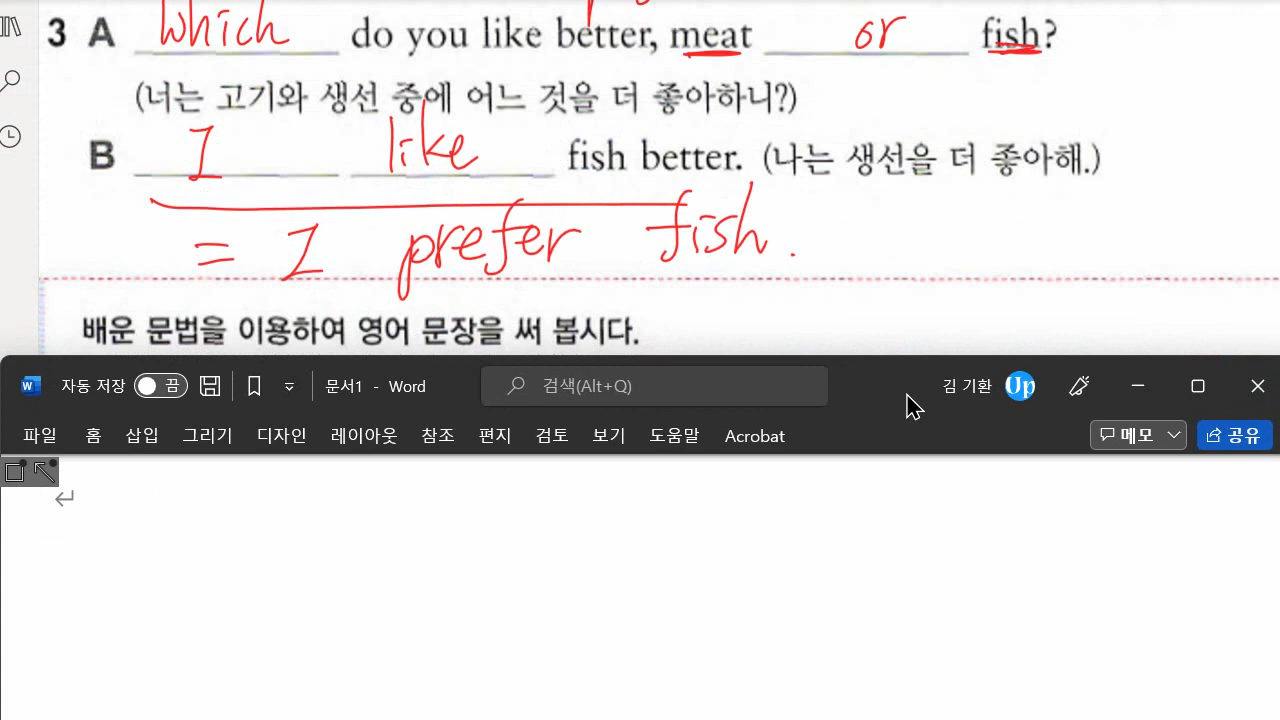 3 A Which do you like better, meat or fish?
(너는 고기와 생선 중에 어느 것을 더 좋아하니?)
B I like fish better. (나는 생선을 더 좋아해.)
= I prefer fish.
배운 문법을 이용하여 영어 문장을 써 봅시다.
자동 저장 끔 문서1 - Word 검색(Alt+Q) 김 기환 Up
파일 홈 삽입 그리기 디자인 레이아웃 참조 편지 검토 보기 도움말 Acrobat 메모 공유